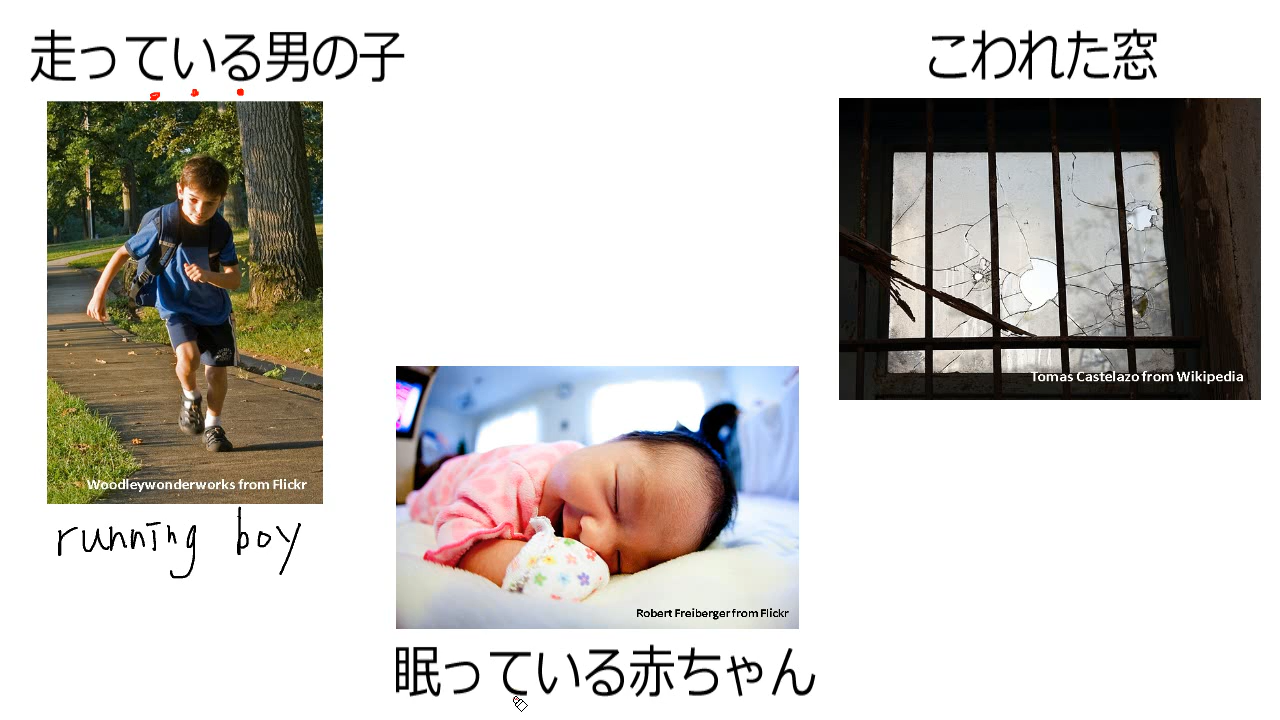 走っている男の子
こわれた窓
Tomas Castelazo from Wikipedia
Woodleywonderworks from Flickr
running boy
Robert Freiberger from Flickr
眠っている赤ちゃん